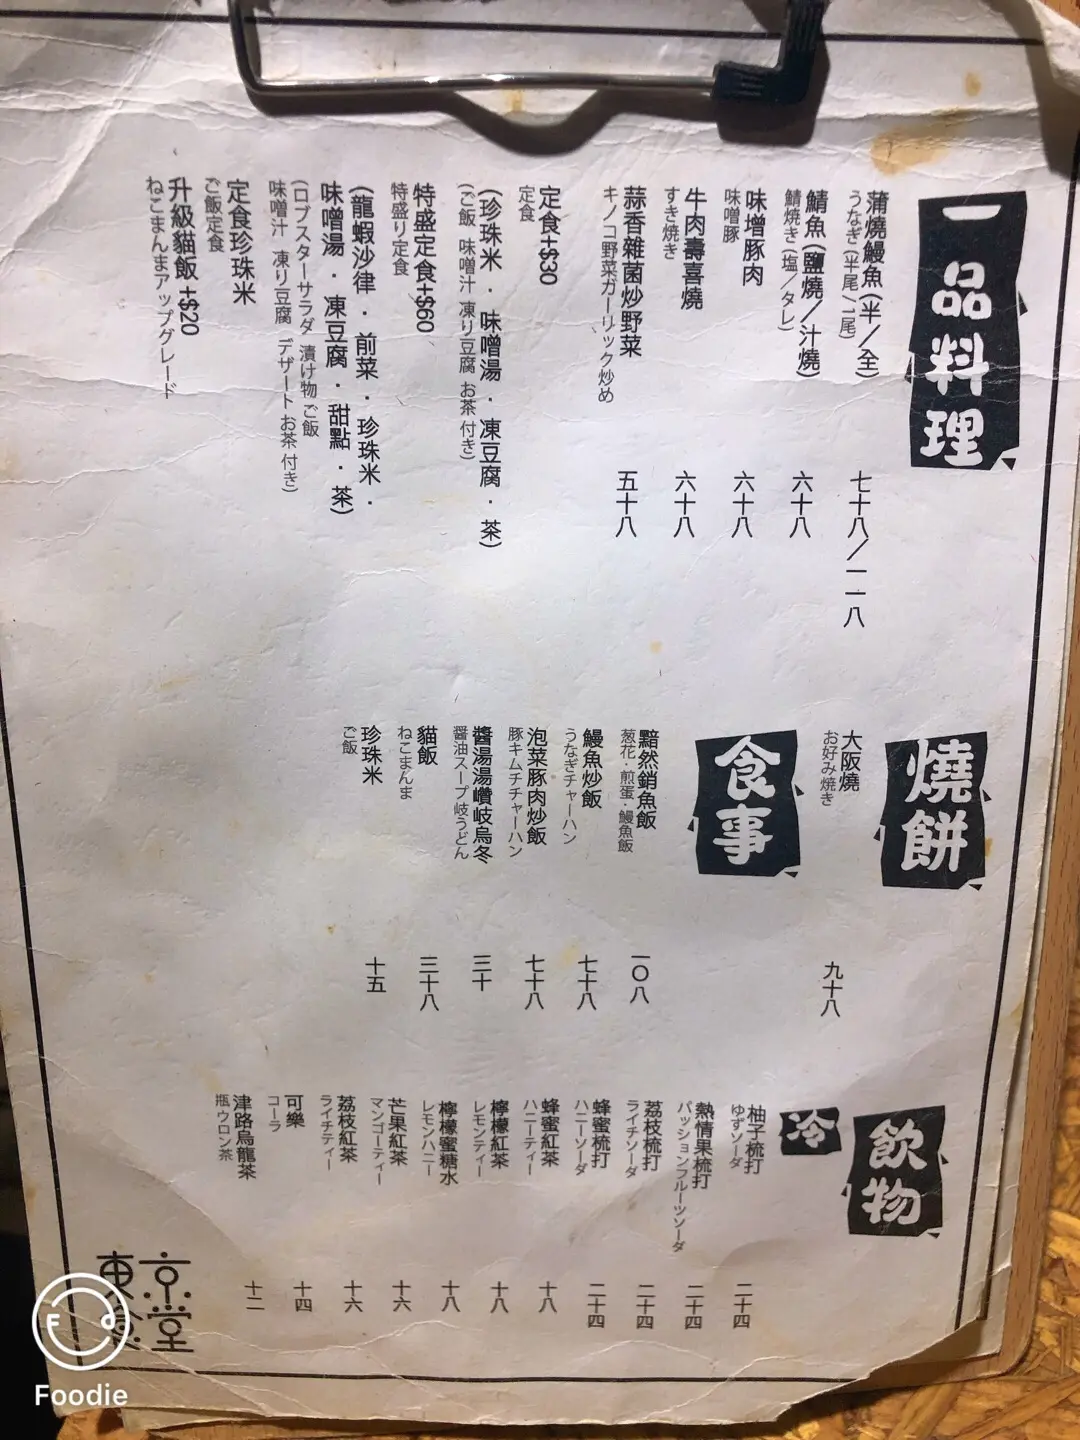 一品料理
蒲燒鰻魚(半／全)
うなぎ(半尾/1尾)
七十八／一一八
鯖魚(鹽燒／汁燒)
鯖焼き(塩／タレ)
六十八
味增豚肉
味噌豚
六十八
牛肉壽喜燒
すき焼き
六十八
蒜香雜菌炒野菜
キノコ野菜ガーリック炒め
五十八
定食+$30
定食
(珍珠米．味噌湯．凍豆腐．茶)
(ご飯 味噌汁 凍り豆腐 お茶 付き)
特盛定食+$60
特盛り定食
(龍蝦沙律．前菜．珍珠米．
味噌湯．凍豆腐．甜點．茶)
(ロブスターサラダ 漬け物 ご飯
味噌汁 凍り豆腐 デザート お茶 付き)
定食珍珠米
ご飯定食
升級貓飯+$20
ねこまんまアップグレード
燒餅
大阪燒
お好み焼き
九十八
食事
黯然銷魚飯
葱花・煎蛋・鰻魚飯
一〇八
鰻魚炒飯
うなぎチャーハン
七十八
泡菜豚肉炒飯
豚キムチチャーハン
七十八
醬湯湯讚岐烏冬
醤油スープ岐うどん
三十
貓飯
ねこまんま
三十八
珍珠米
ご飯
十五
飲物
冷
柚子梳打
ゆずソーダ
二十四
熱情果梳打
パッションフルーツソーダ
二十四
荔枝梳打
ライチソーダ
二十四
蜂蜜梳打
ハニーソーダ
二十四
蜂蜜紅茶
ハニーティー
十八
檸檬紅茶
レモンティー
十八
檸檬蜜糖水
レモンハニー
十八
芒果紅茶
マンゴーティー
十六
荔枝紅茶
ライチティー
十六
可樂
コーラ
十四
津路烏龍茶
瓶ウロン茶
十二
東京
食堂
Foodie